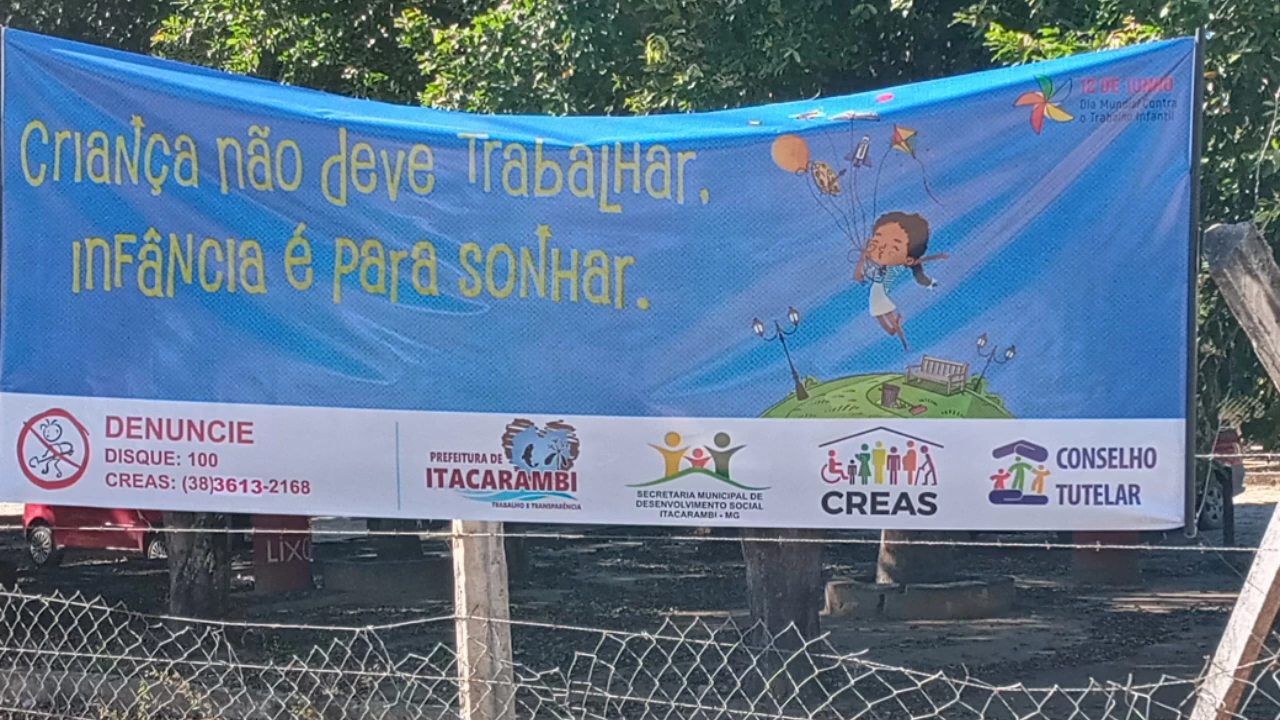 12 DE JUNHO
Dia Mundial Contra
o Trabalho Infantil
Criança não deve Trabalhar,
INFÂNCIA é para SONHar.
DENUNCIE
DISQUE: 100
CREAS: (38)3613-2168
PREFEITURA DE
ITACARAMBI
TRABALHO E TRANSPARÊNCIA
SECRETARIA MUNICIPAL DE
DESENVOLVIMENTO SOCIAL
ITACARAMBI - MG
CREAS
CONSELHO
TUTELAR
LIXO